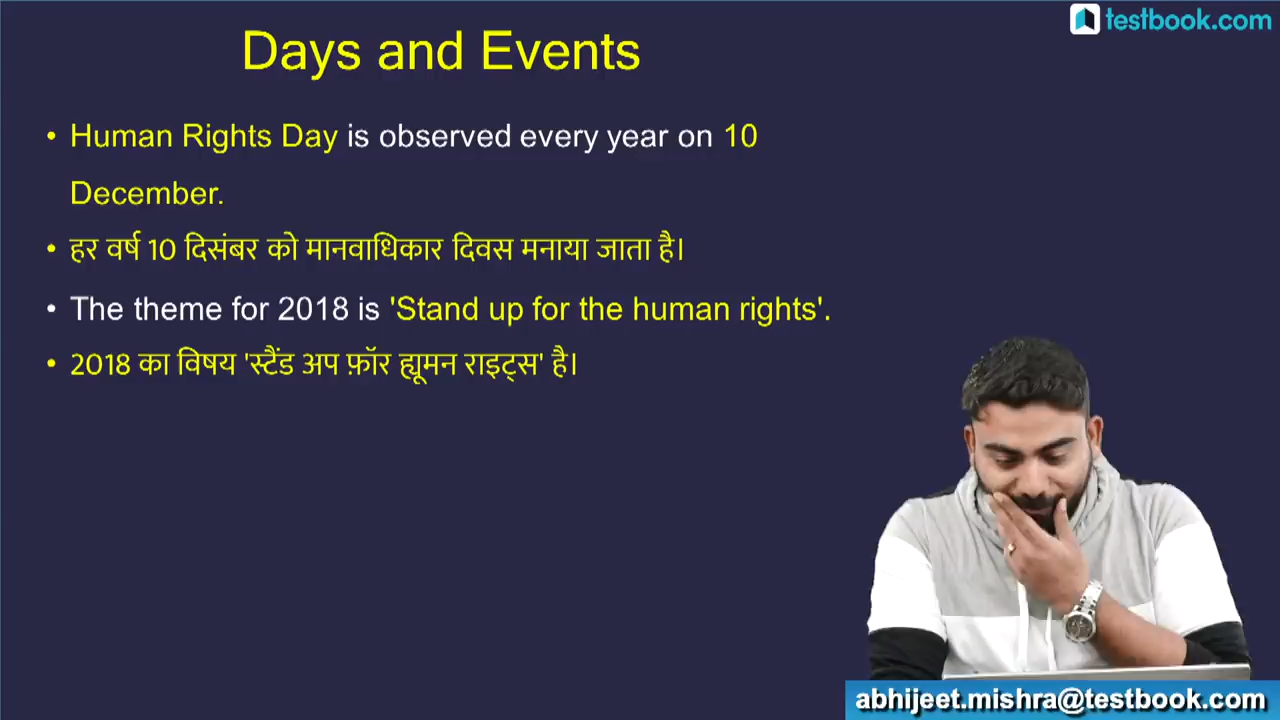 testbook.com
Days and Events
• Human Rights Day is observed every year on 10
December.
• हर वर्ष 10 दिसंबर को मानवाधिकार दिवस मनाया जाता है।
• The theme for 2018 is 'Stand up for the human rights'.
• 2018 का विषय 'स्टैंड अप फ़ॉर ह्यूमन राइट्स' है।
abhijeet.mishra@testbook.com